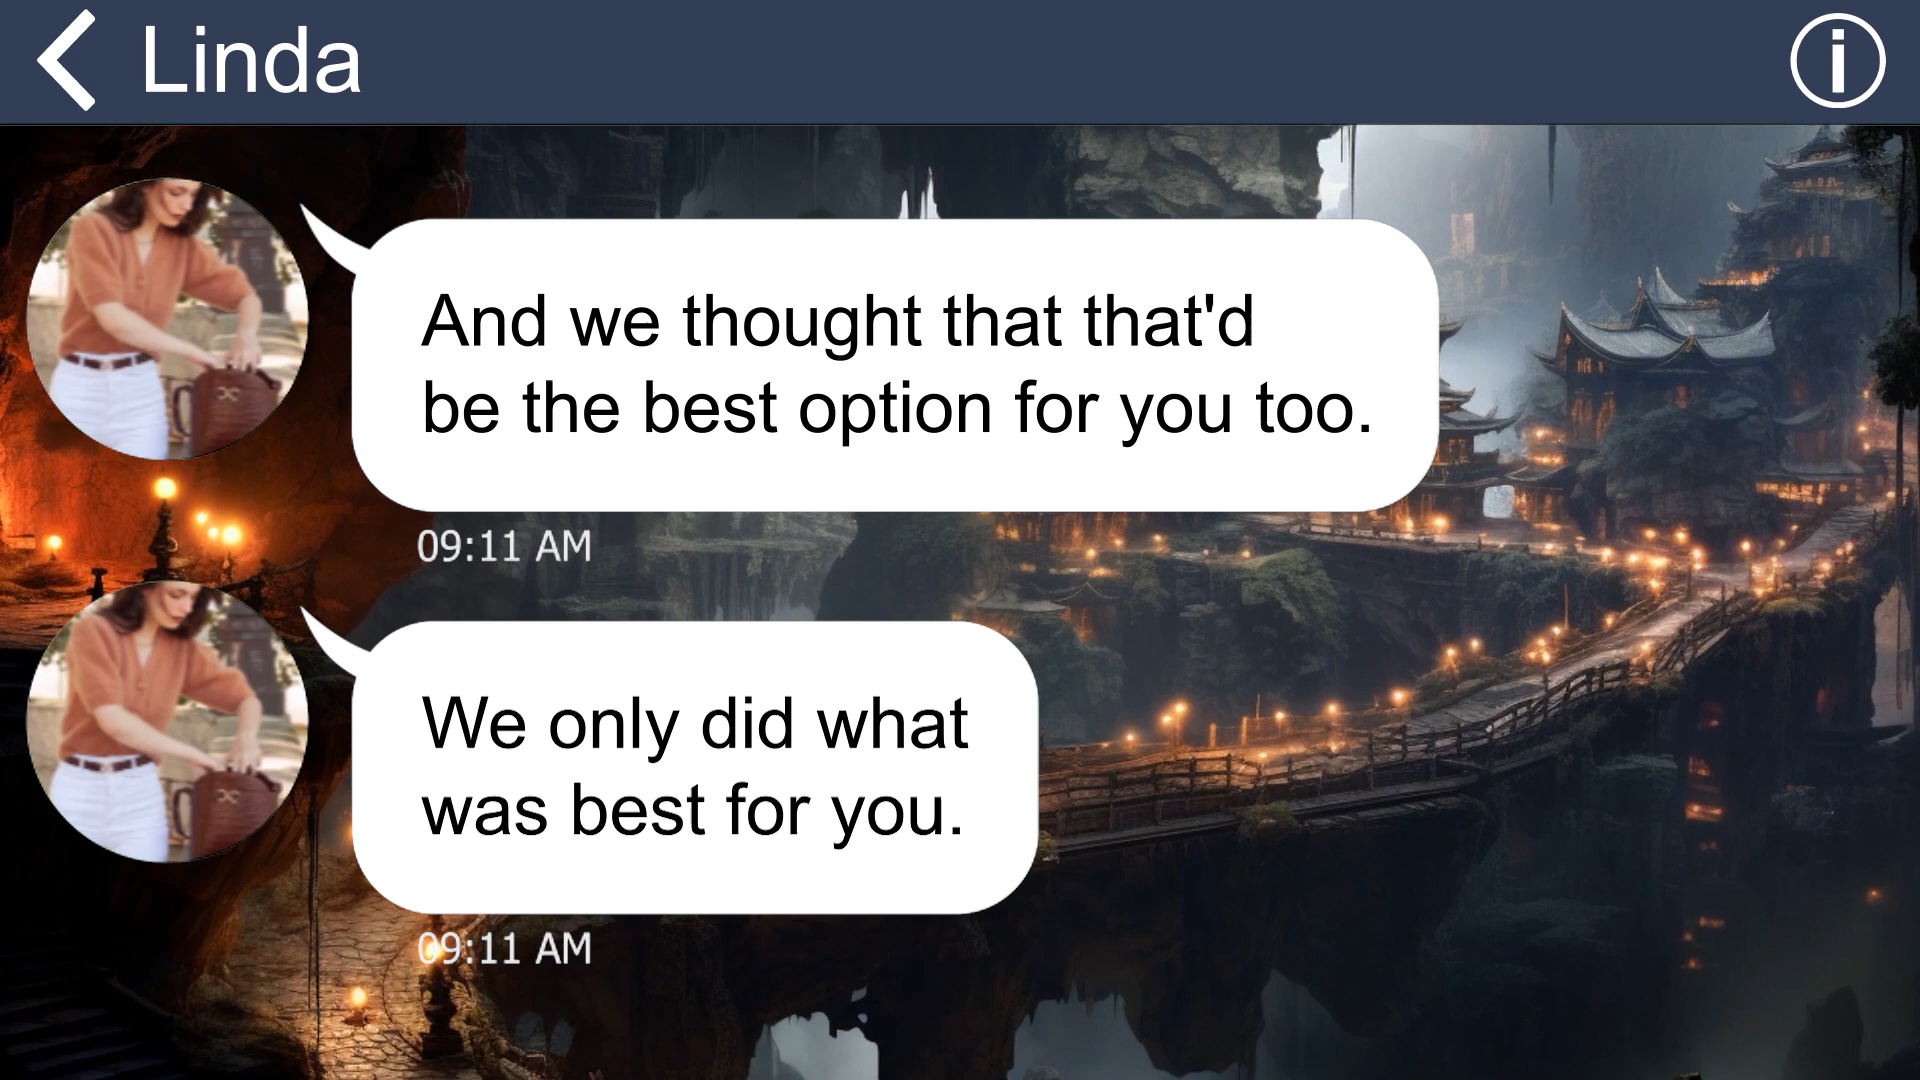 Linda
And we thought that that'd
be the best option for you too.
09:11 AM
We only did what
was best for you.
09:11 AM